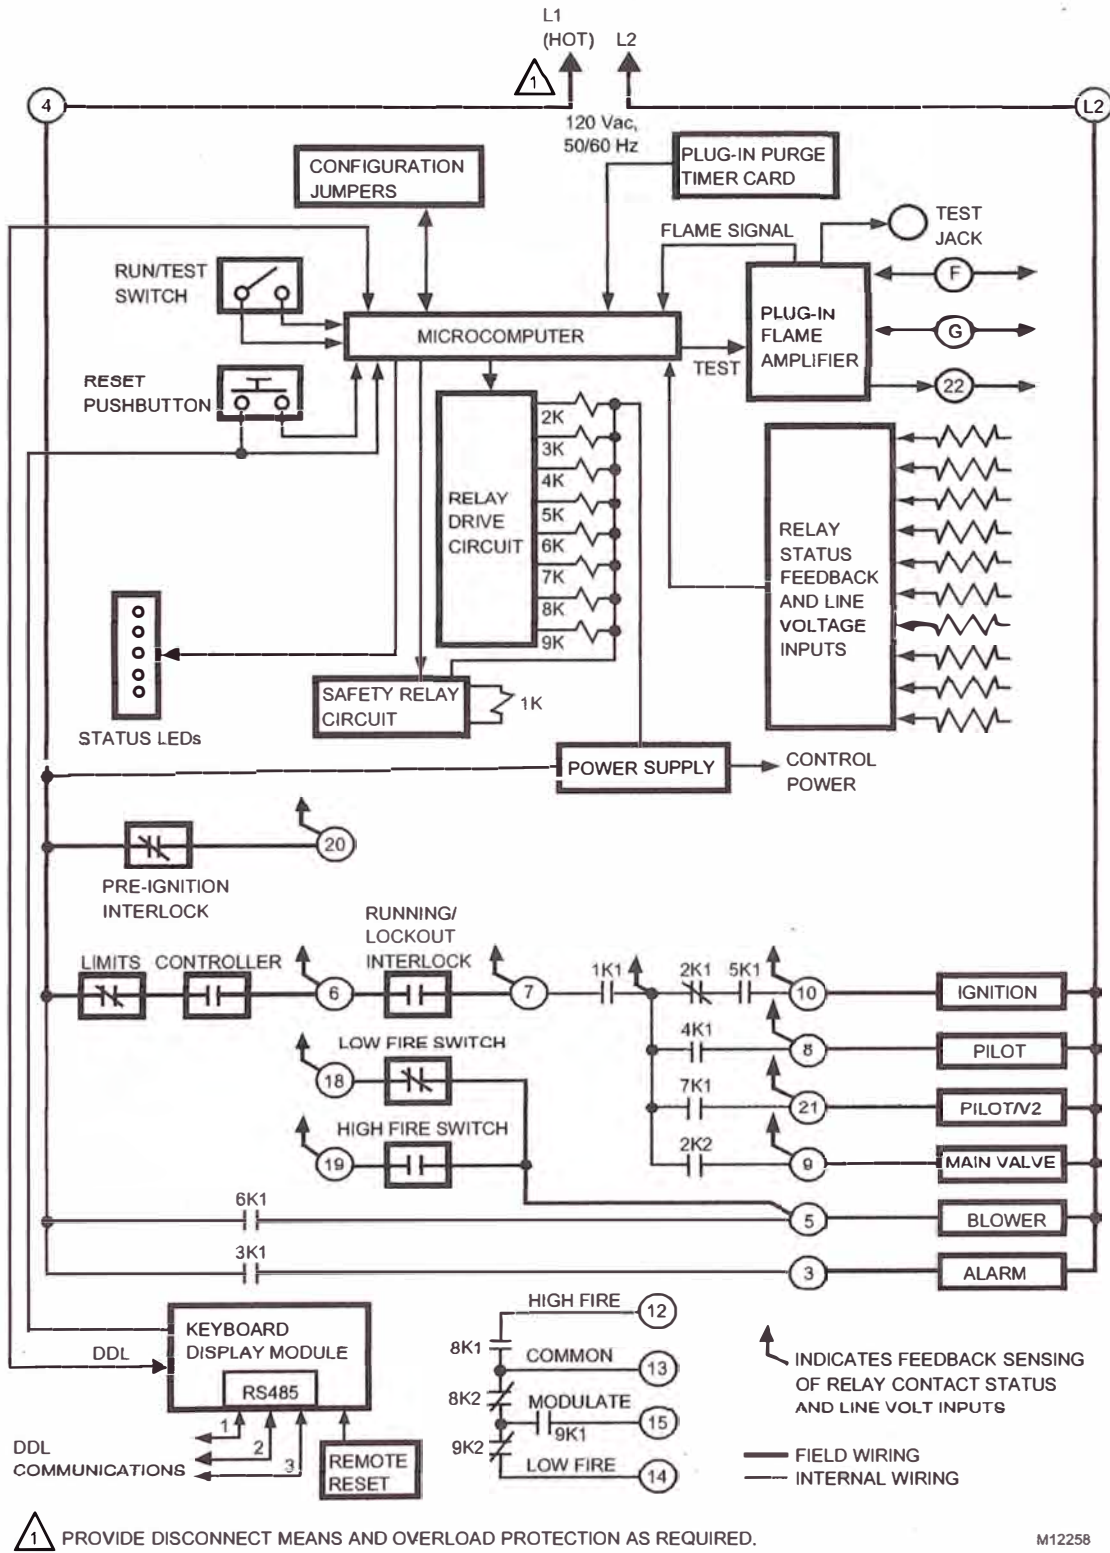 L1
(HOT)
L2
1
4
L2
120 Vac,
50/60 Hz
CONFIGURATION
JUMPERS
PLUG-IN PURGE
TIMER CARD
TEST
JACK
FLAME SIGNAL
RUN/TEST
SWITCH
F
MICROCOMPUTER
PLUG-IN
FLAME
AMPLIFIER
G
TEST
22
RESET
PUSHBUTTON
2K
3K
4K
5K
6K
7K
8K
9K
RELAY
DRIVE
CIRCUIT
RELAY
STATUS
FEEDBACK
AND LINE
VOLTAGE
INPUTS
SAFETY RELAY
CIRCUIT
1K
STATUS LEDs
POWER SUPPLY
CONTROL
POWER
20
PRE-IGNITION
INTERLOCK
LIMITS
CONTROLLER
6
RUNNING/
LOCKOUT
INTERLOCK
7
1K1
2K1
5K1
10
IGNITION
LOW FIRE SWITCH
18
4K1
8
PILOT
7K1
21
PILOT/V2
HIGH FIRE SWITCH
19
2K2
9
MAIN VALVE
6K1
5
BLOWER
3K1
3
ALARM
KEYBOARD
DISPLAY MODULE
DDL
RS485
1
2
3
DDL
COMMUNICATIONS
REMOTE
RESET
HIGH FIRE
12
8K1
COMMON
13
8K2
MODULATE
15
9K1
9K2
LOW FIRE
14
INDICATES FEEDBACK SENSING
OF RELAY CONTACT STATUS
AND LINE VOLT INPUTS
FIELD WIRING
INTERNAL WIRING
1 PROVIDE DISCONNECT MEANS AND OVERLOAD PROTECTION AS REQUIRED.
M12258